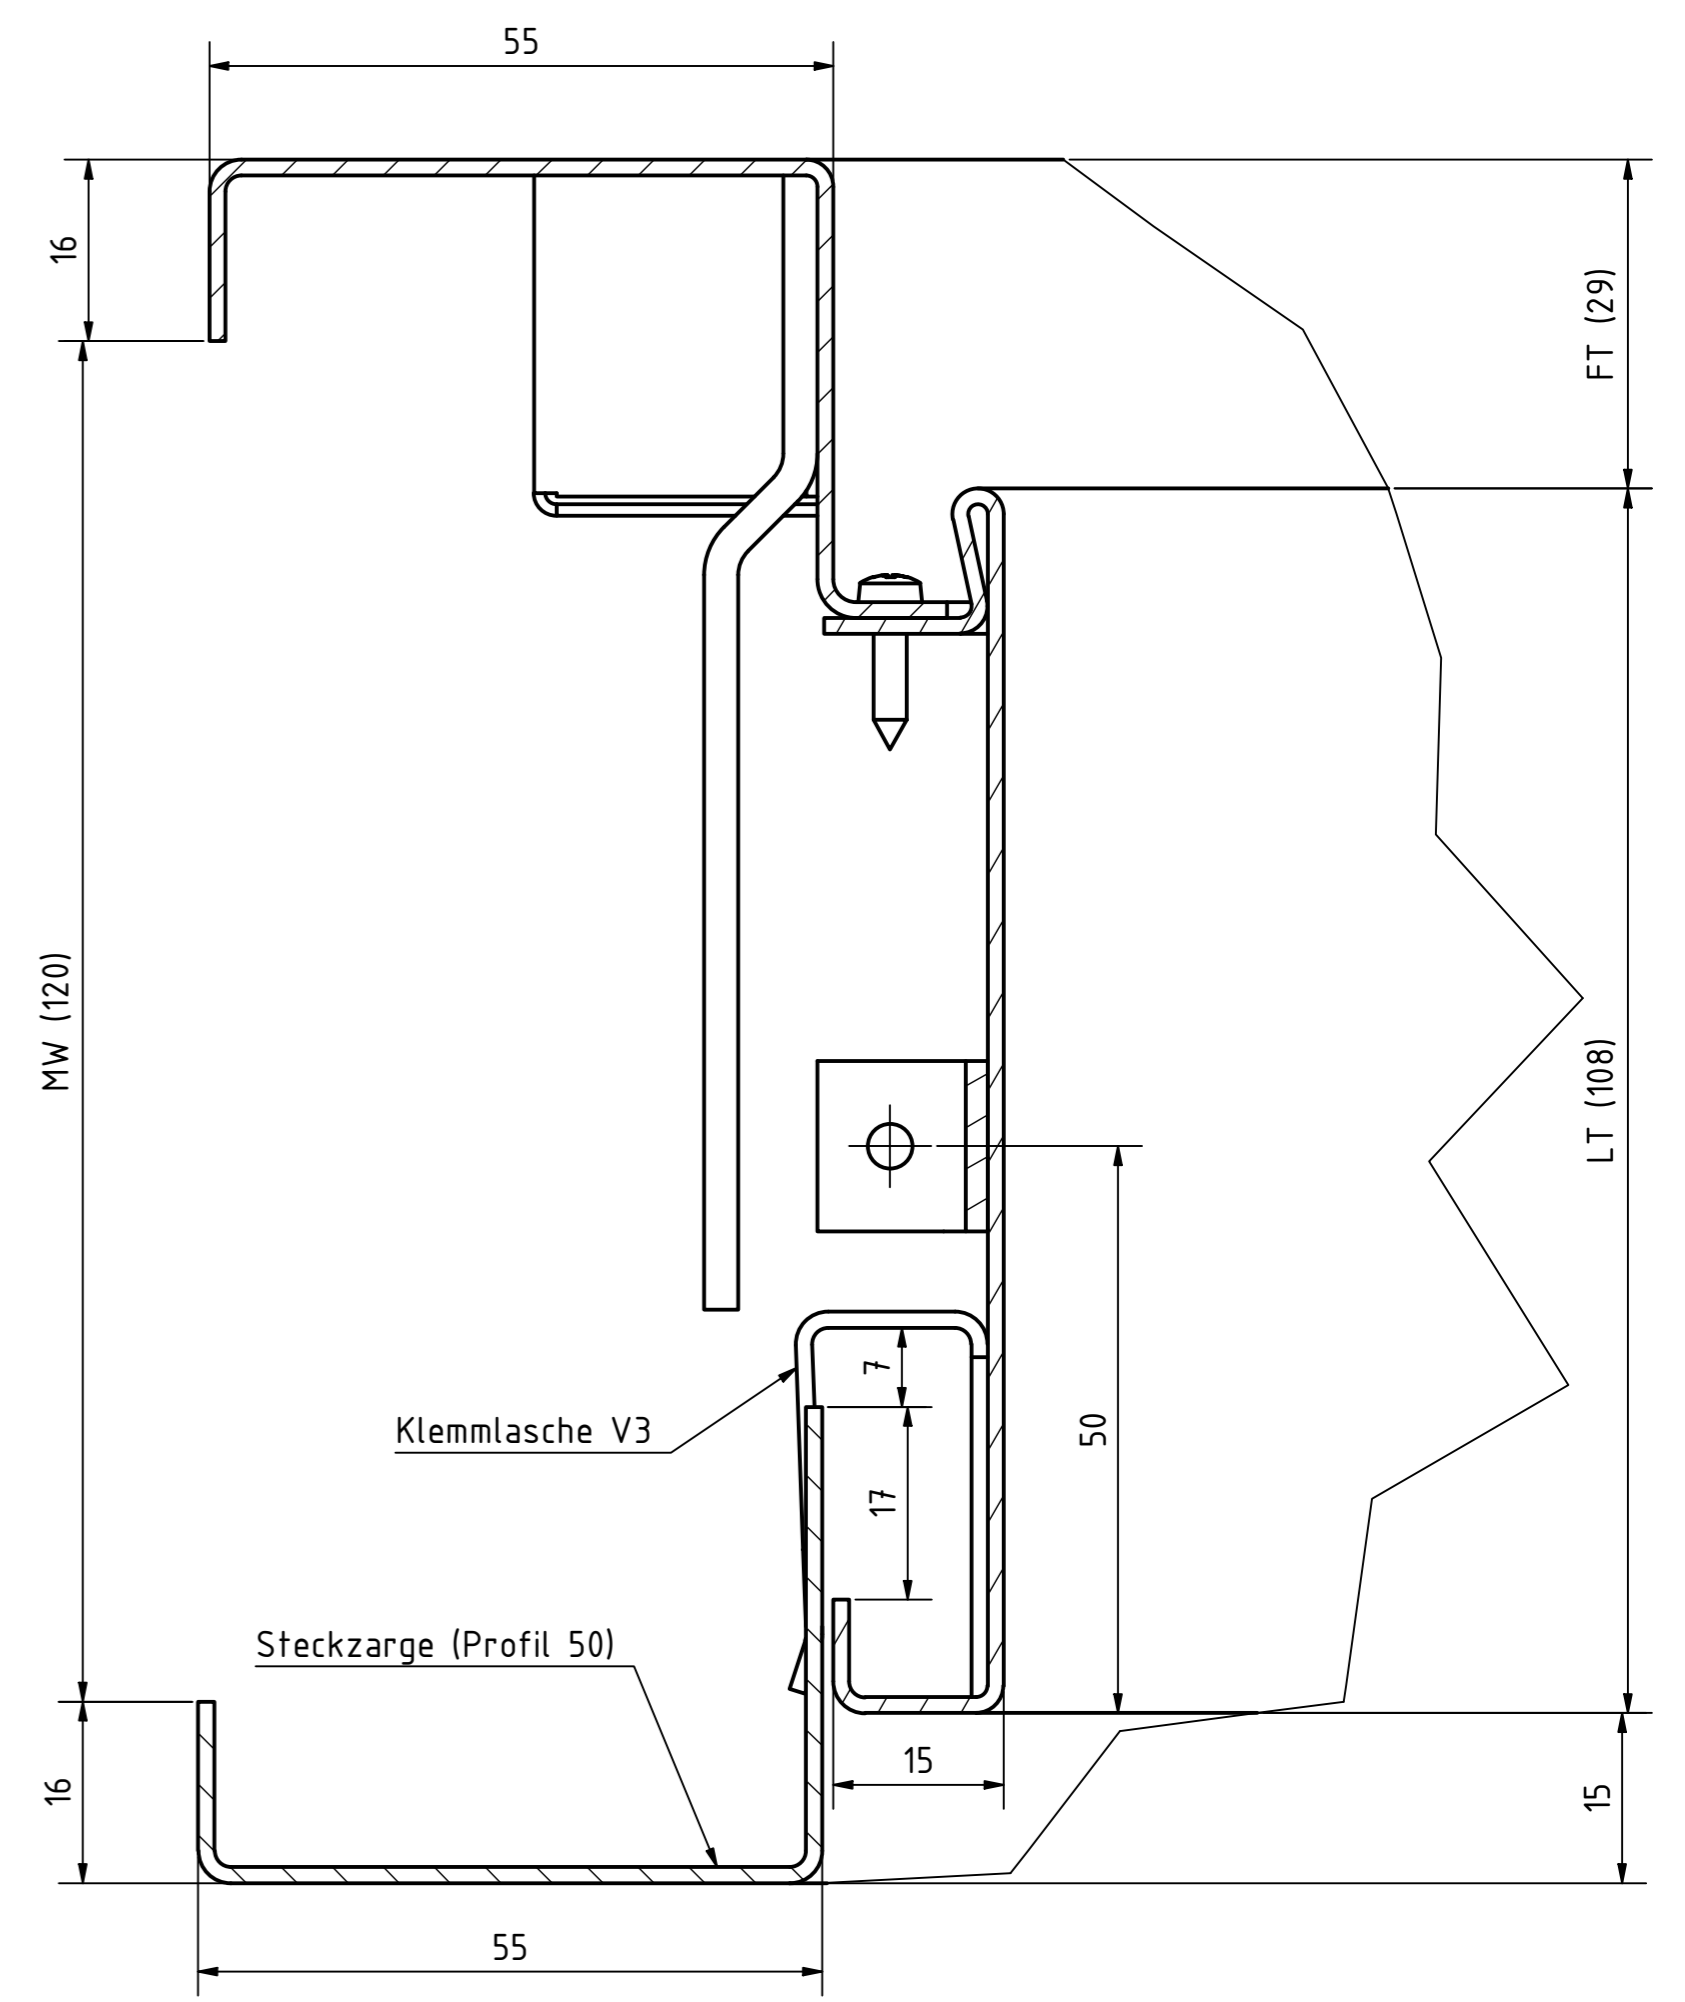 55
16
FT (29)
MW (120)
LT (108)
7
Klemmlasche V3
50
17
Steckzarge (Profil 50)
15
16
15
55